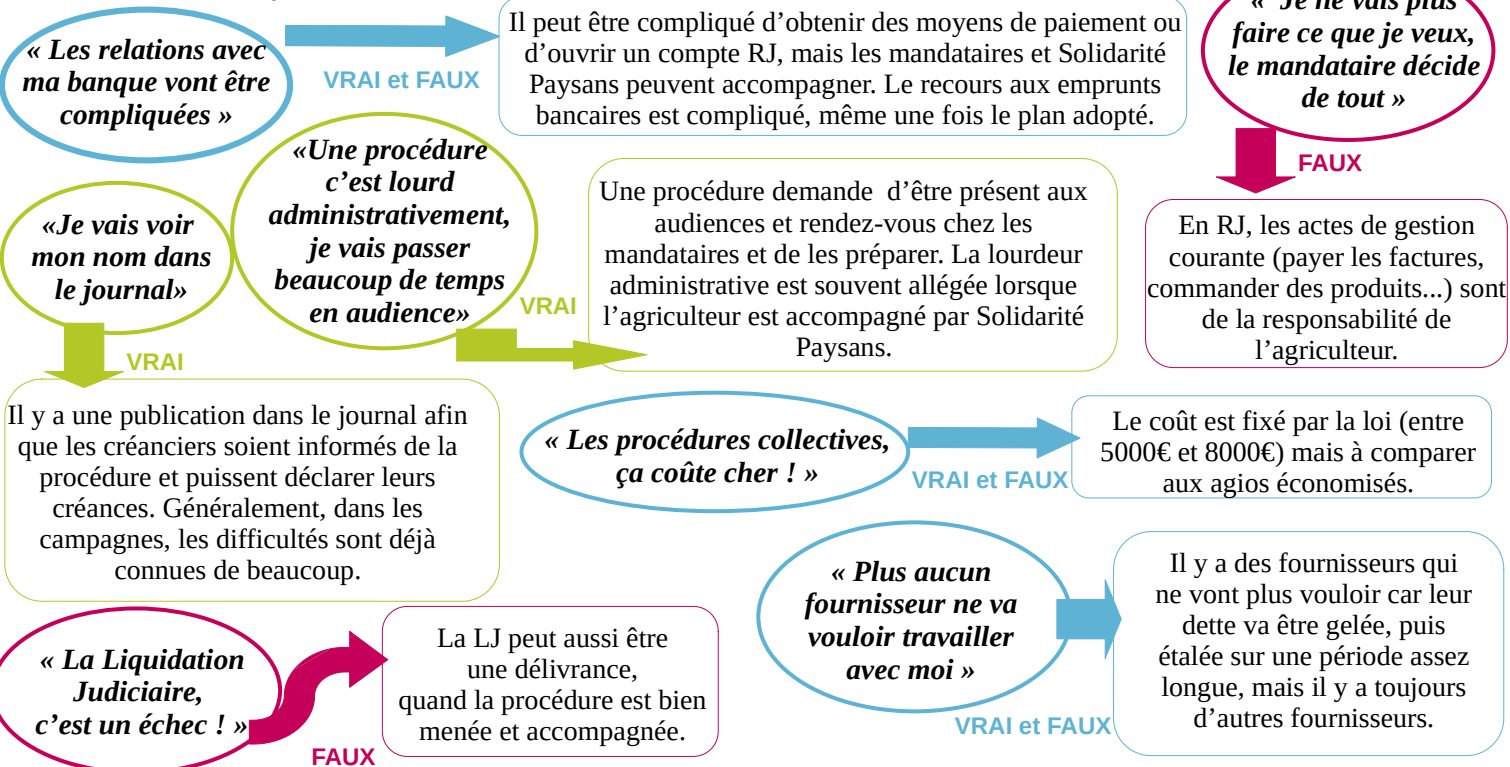 « Les relations avec
ma banque vont être
compliquées »
VRAI et FAUX
Il peut être compliqué d’obtenir des moyens de paiement ou
d’ouvrir un compte RJ, mais les mandataires et Solidarité
Paysans peuvent accompagner. Le recours aux emprunts
bancaires est compliqué, même une fois le plan adopté.
« Je ne vais plus
faire ce que je veux,
le mandataire décide
de tout »
FAUX
En RJ, les actes de gestion
courante (payer les factures,
commander des produits...) sont
de la responsabilité de
l’agriculteur.
«Je vais voir
mon nom dans
le journal»
VRAI
Il y a une publication dans le journal afin
que les créanciers soient informés de la
procédure et puissent déclarer leurs
créances. Généralement, dans les
campagnes, les difficultés sont déjà
connues de beaucoup.
«Une procédure
c’est lourd
administrativement,
je vais passer
beaucoup de temps
en audience»
VRAI
Une procédure demande  d’être présent aux
audiences et rendez-vous chez les
mandataires et de les préparer. La lourdeur
administrative est souvent allégée lorsque
l’agriculteur est accompagné par Solidarité
Paysans.
« Les procédures collectives,
ça coûte cher ! »
VRAI et FAUX
Le coût est fixé par la loi (entre
5000€ et 8000€) mais à comparer
aux agios économisés.
« La Liquidation
Judiciaire,
c’est un échec ! »
FAUX
La LJ peut aussi être
une délivrance,
quand la procédure est bien
menée et accompagnée.
« Plus aucun
fournisseur ne va
vouloir travailler
avec moi »
VRAI et FAUX
Il y a des fournisseurs qui
ne vont plus vouloir car leur
dette va être gelée, puis
étalée sur une période assez
longue, mais il y a toujours
d’autres fournisseurs.